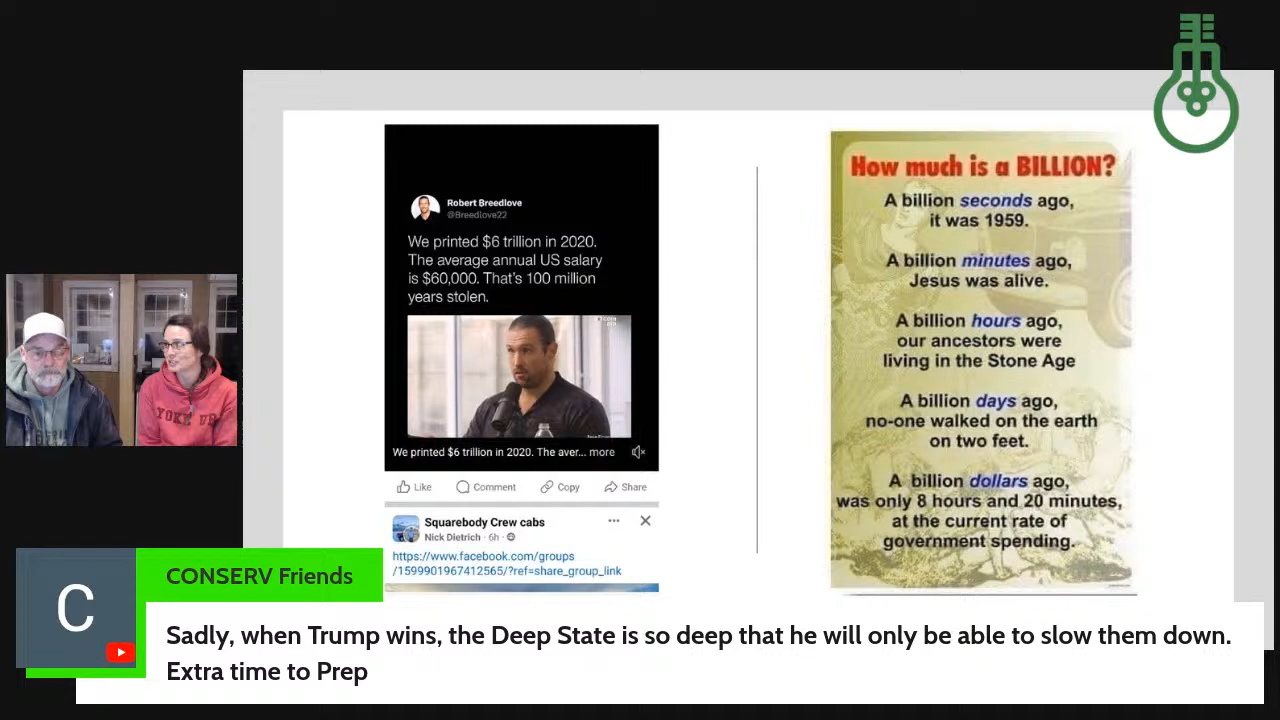 Robert Breedlove
@Breedlove22
We printed $6 trillion in 2020.
The average annual US salary
is $60,000. That's 100 million
years stolen.
We printed $6 trillion in 2020. The aver... more
Like Comment Copy Share
Squarebody Crew cabs
Nick Dietrich · 6h ·
https://www.facebook.com/groups
/1599901967412565/?ref=share_group_link
How much is a BILLION?
A billion seconds ago,
it was 1959.
A billion minutes ago,
Jesus was alive.
A billion hours ago,
our ancestors were
living in the Stone Age
A billion days ago,
no-one walked on the earth
on two feet.
A billion dollars ago,
was only 8 hours and 20 minutes,
at the current rate of
government spending.
YOKE UP
C
CONSERV Friends
Sadly, when Trump wins, the Deep State is so deep that he will only be able to slow them down.
Extra time to Prep